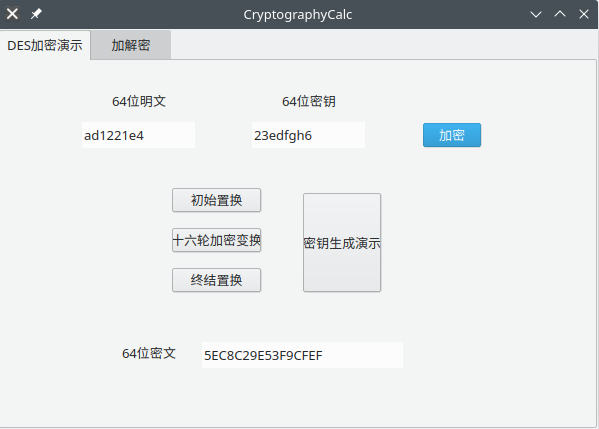 CryptographyCalc
DES加密演示 加解密
64位明文 64位密钥
ad1221e4 23edfgh6 加密
初始置换
十六轮加密变换 密钥生成演示
终结置换
64位密文 5EC8C29E53F9CFEF